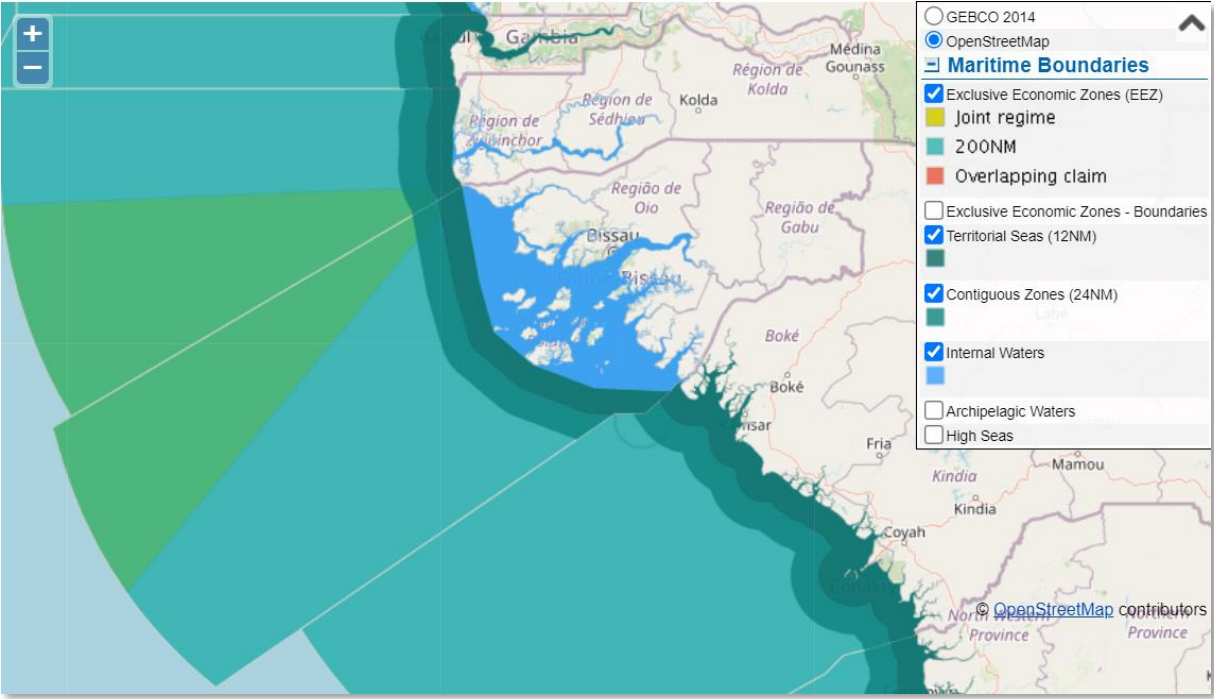 +
−
Gambia
Médina
Gounass
Région de
Kolda
Kolda
Région de
Sédhiou
Région de
Ziguinchor
Região de
Oio
Região de
Gabu
Bissau
Boké
Boké
Fria
Kindia
Mamou
Kindia
Coyah
North Western
Province
Northern
Province
© OpenStreetMap contributors
GEBCO 2014
OpenStreetMap
Maritime Boundaries
Exclusive Economic Zones (EEZ)
Joint regime
200NM
Overlapping claim
Exclusive Economic Zones - Boundaries
Territorial Seas (12NM)
Contiguous Zones (24NM)
Internal Waters
Archipelagic Waters
High Seas